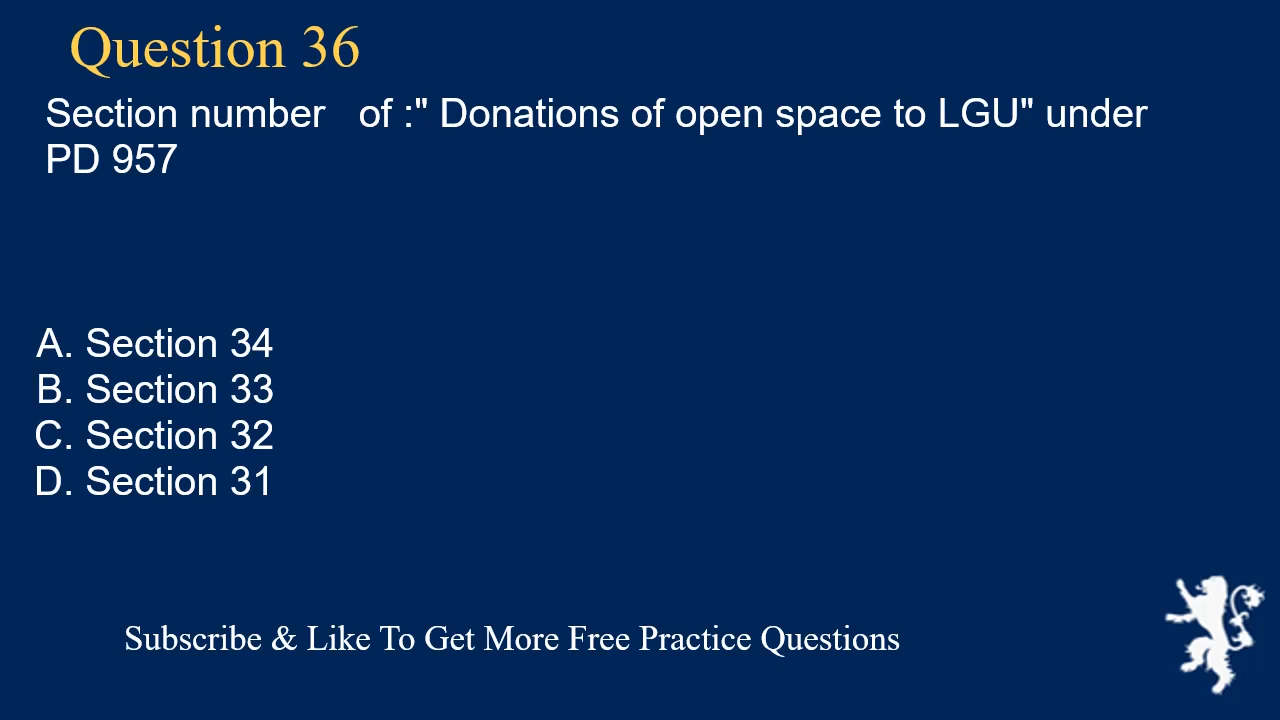 Question 36
Section number   of :" Donations of open space to LGU" under
PD 957
A. Section 34
B. Section 33
C. Section 32
D. Section 31
Subscribe & Like To Get More Free Practice Questions